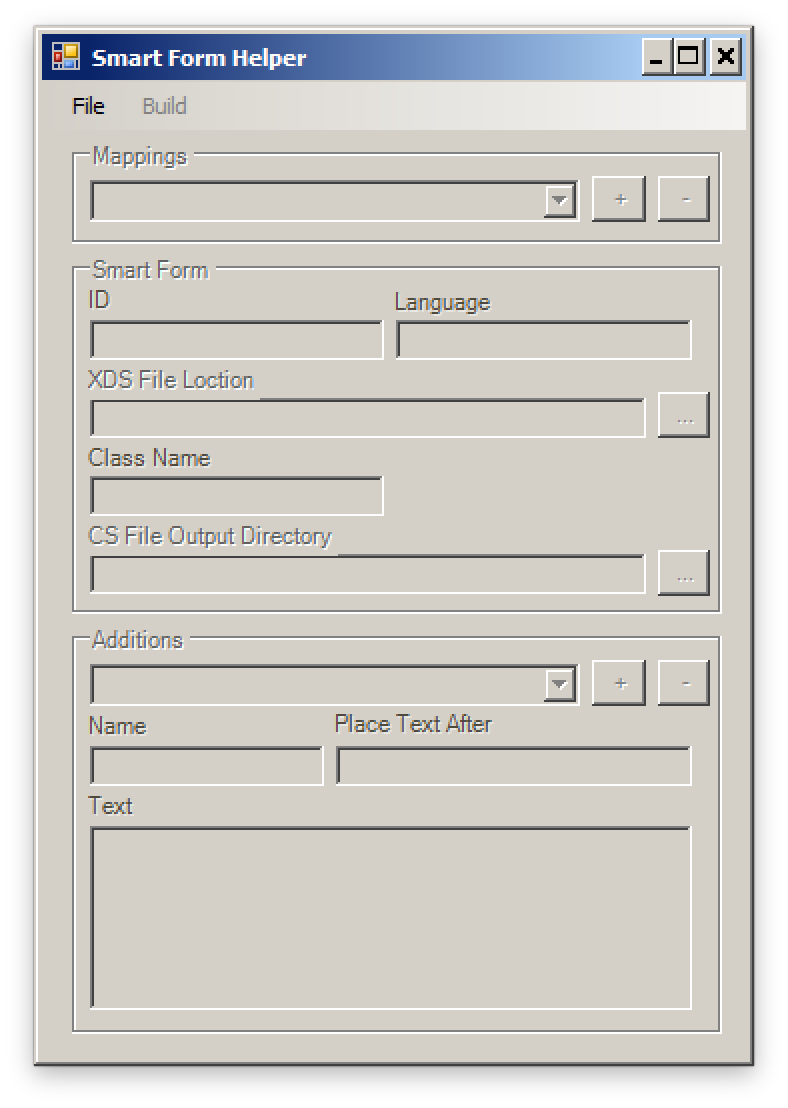 Smart Form Helper
File Build
Mappings
+ -
Smart Form
ID Language
XDS File Loction
...
Class Name
CS File Output Directory
...
Additions
+ -
Name Place Text After
Text